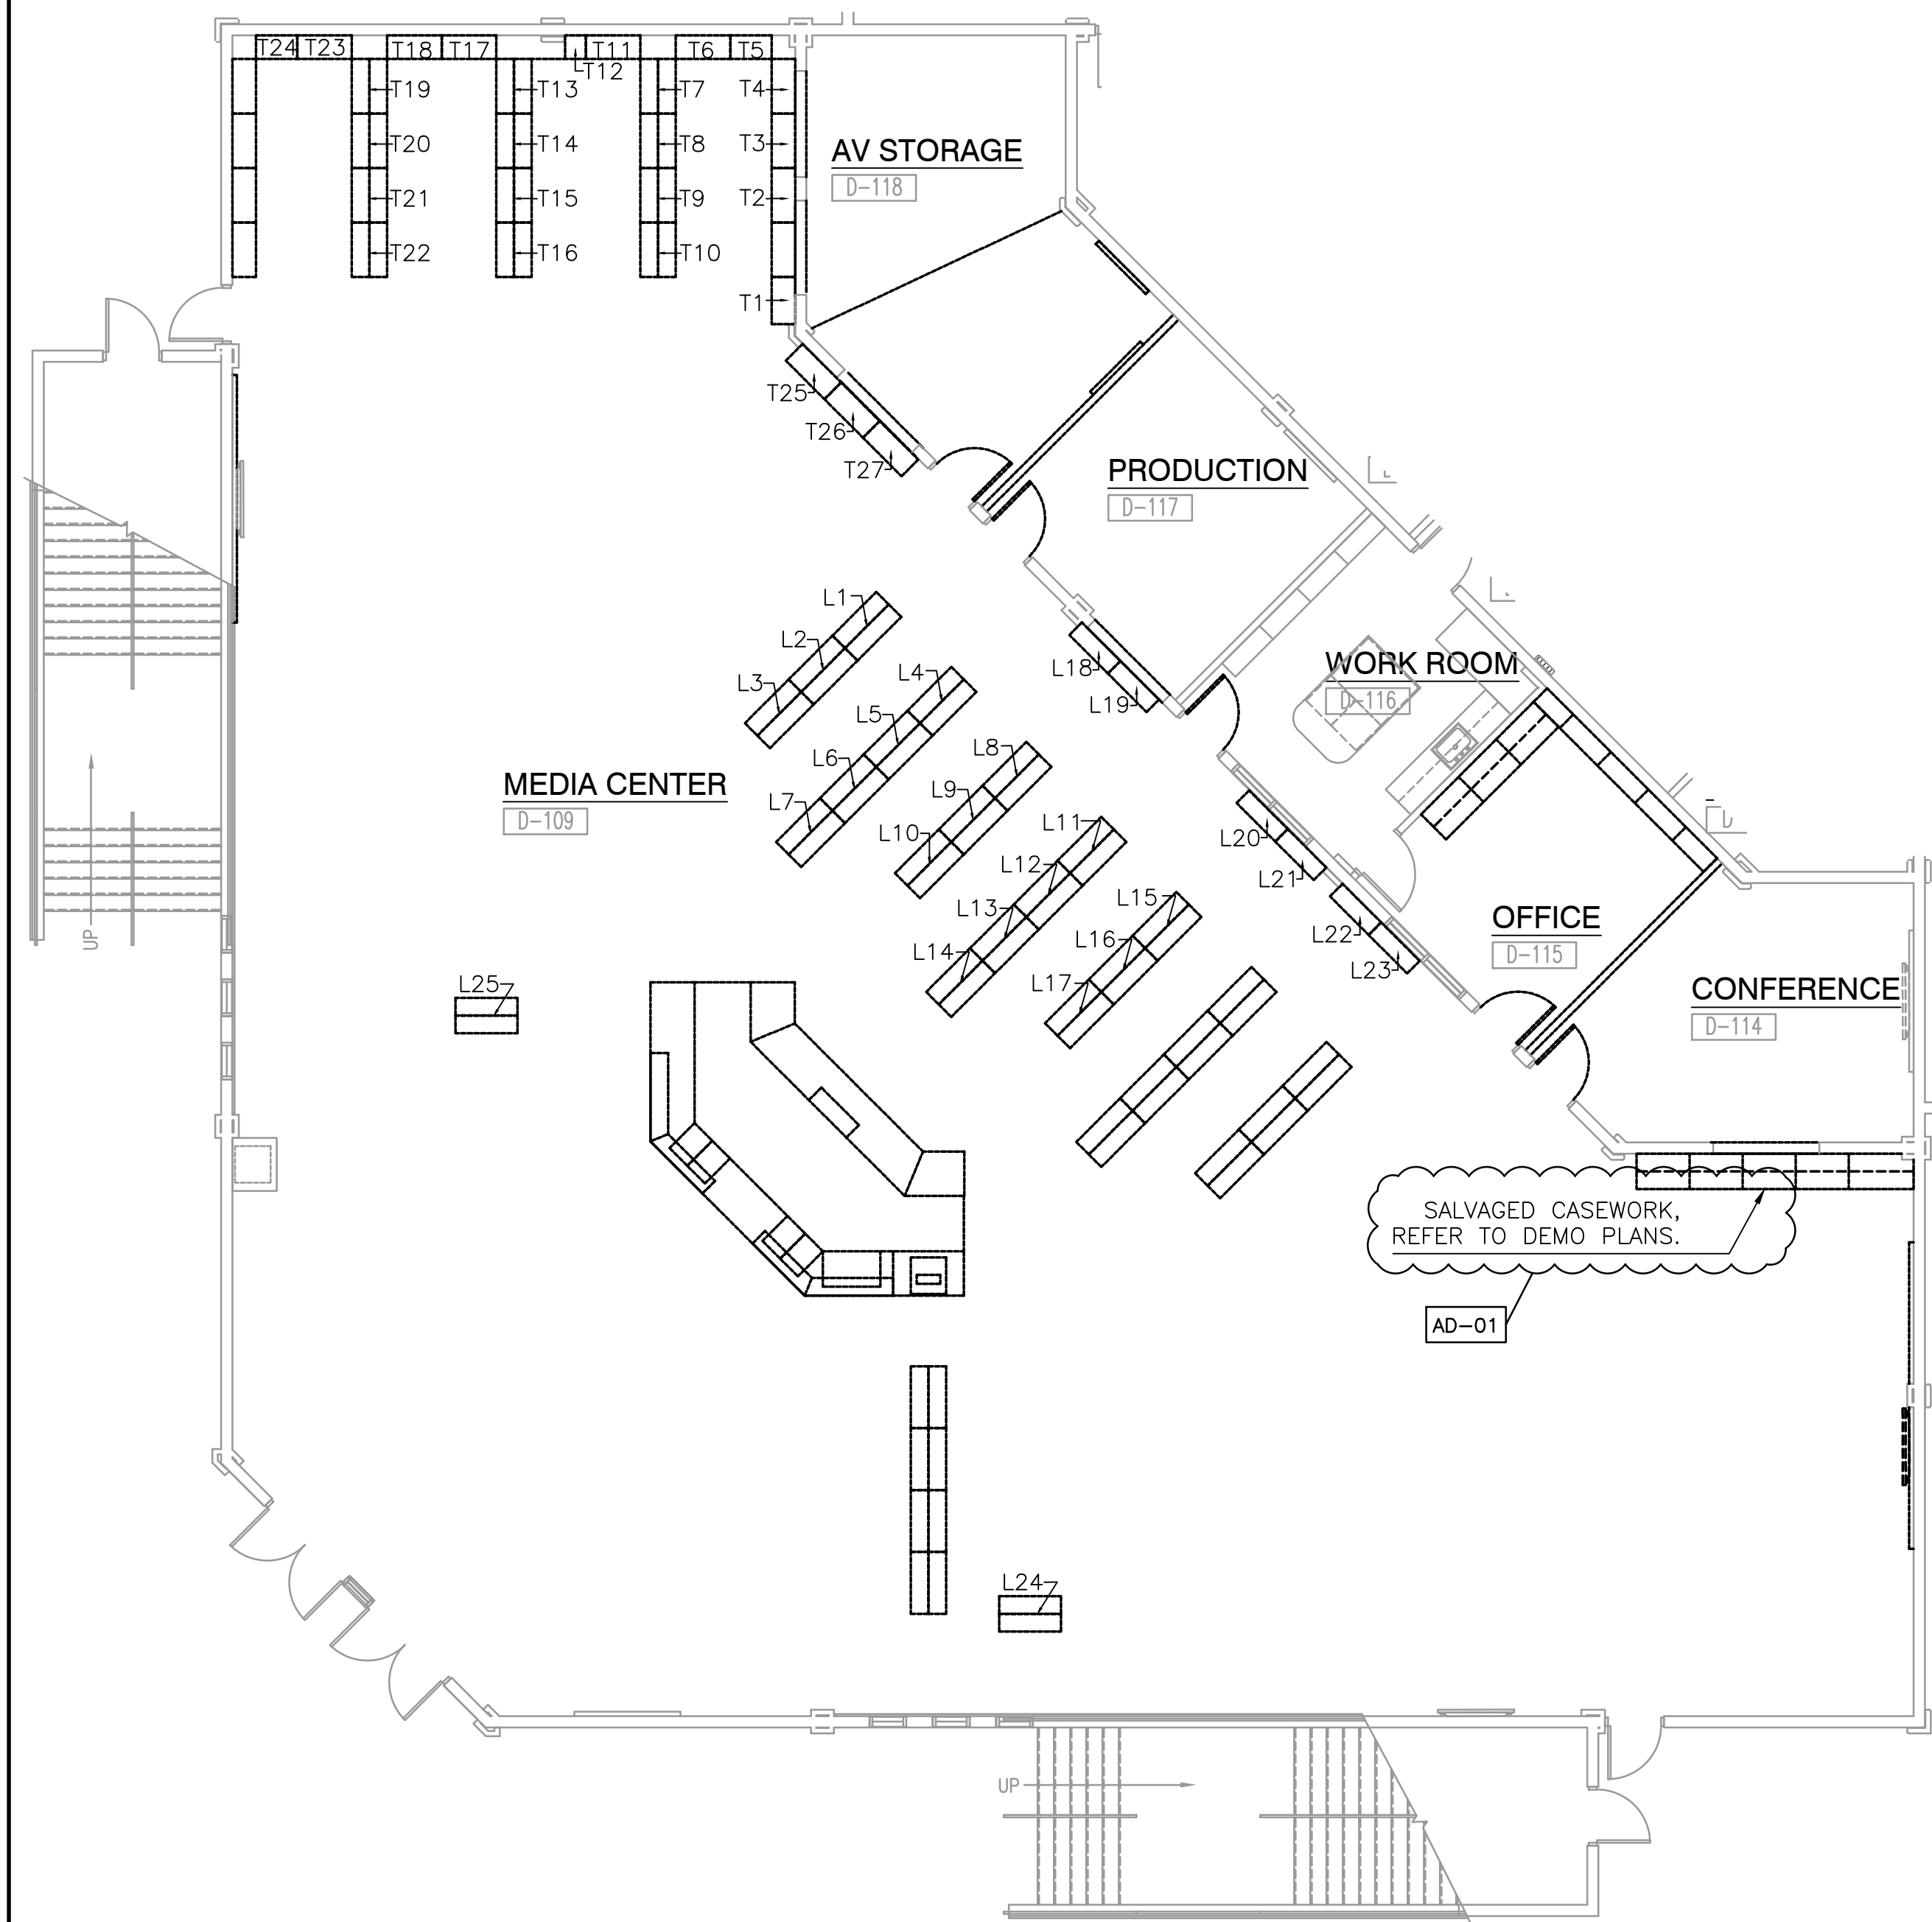 T24 T23 T18 T17 T11 T6 T5
T12
T19 T13 T7 T4
T20 T14 T8 T3
T21 T15 T9 T2
T22 T16 T10
T1
AV STORAGE
D-118
T25
T26
T27
PRODUCTION
D-117
L1
L2
L3
L4
L5
L6
L7
L8
L9
L10
L11
L12
L13
L14
L15
L16
L17
L18
L19
WORK ROOM
D-116
MEDIA CENTER
D-109
L20
L21
L22
L23
OFFICE
D-115
CONFERENCE
D-114
UP
L25
SALVAGED CASEWORK,
REFER TO DEMO PLANS.
AD-01
L24
UP